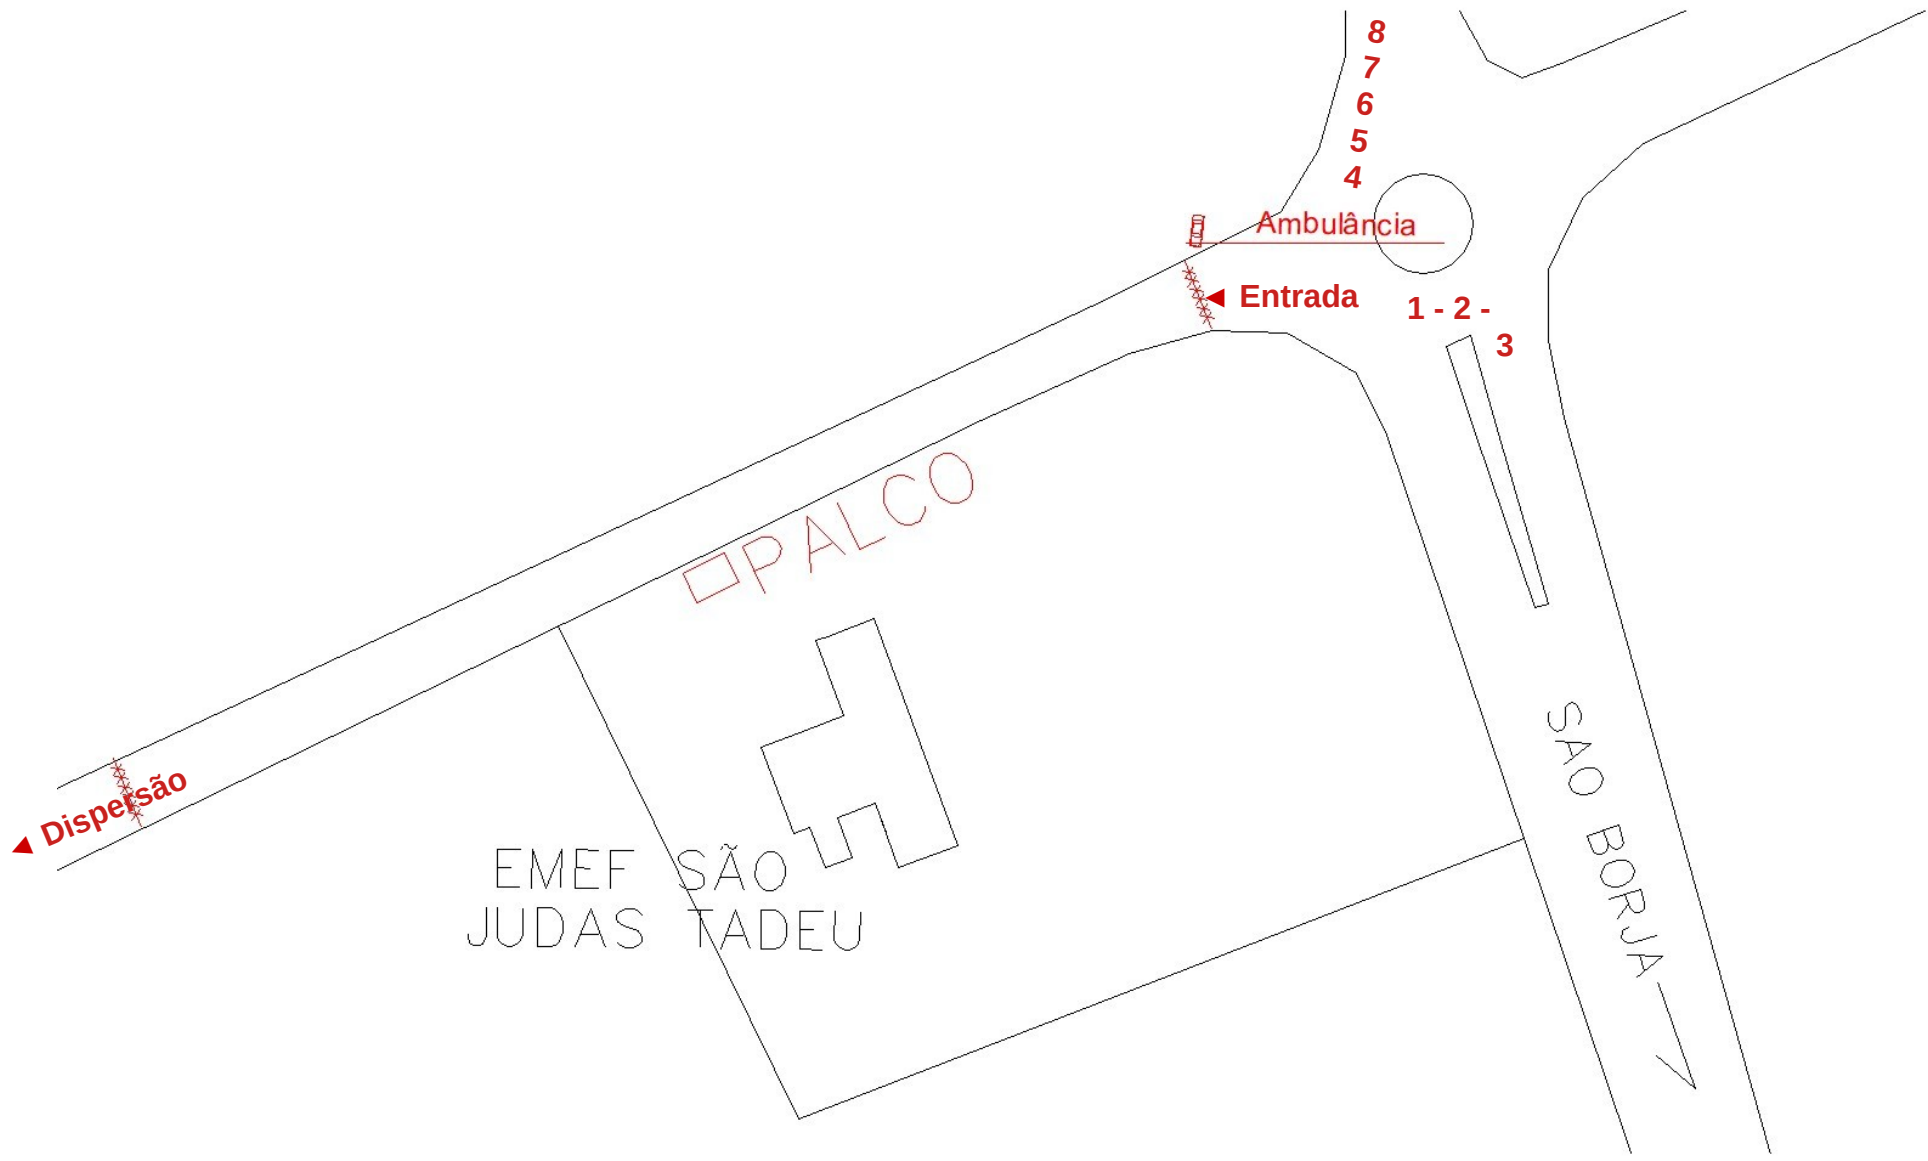 8
7
6
5
4
Ambulância
◄ Entrada
1 - 2 -
3
PALCO
SAO BORJA
◄ Dispersão
EMEF SÃO
JUDAS TADEU